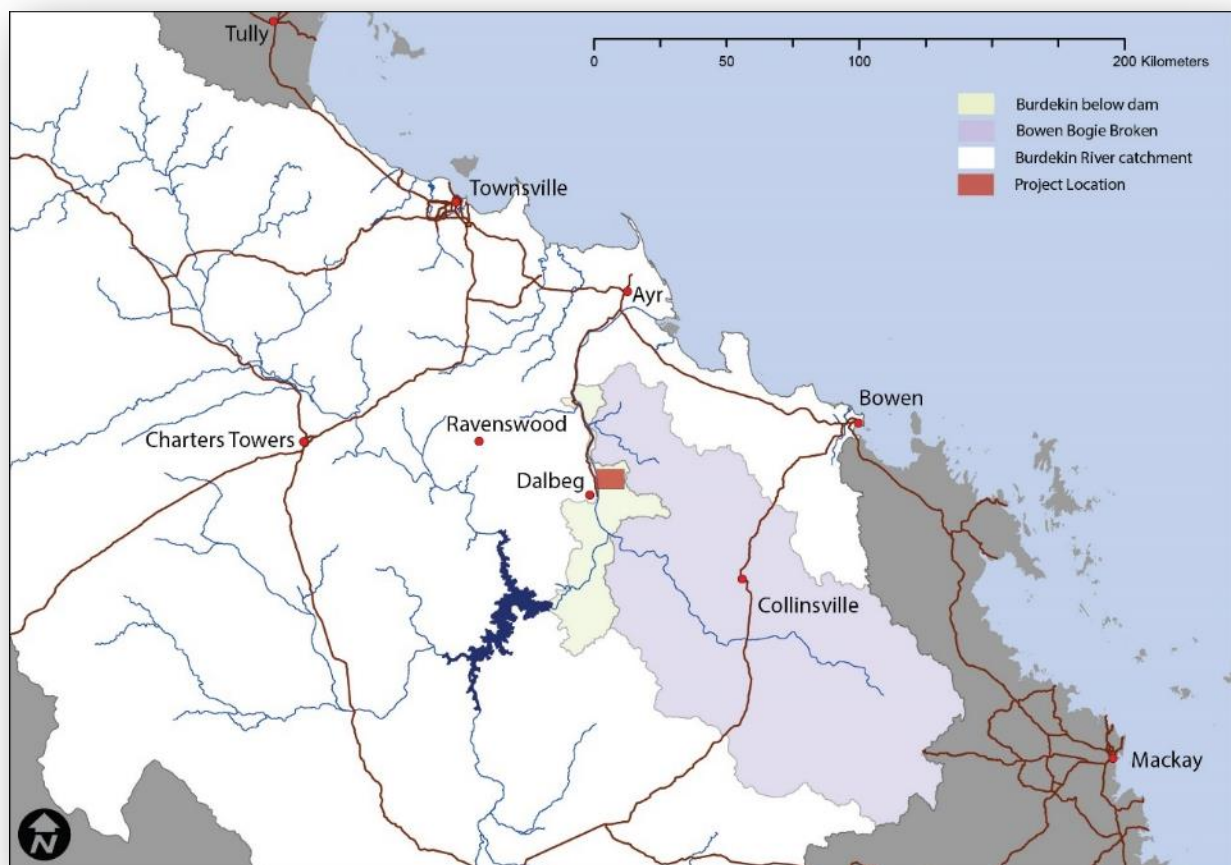 Tully
0 50 100 200 Kilometers
Burdekin below dam
Bowen Bogie Broken
Burdekin River catchment
Project Location
Townsville
Ayr
Bowen
Ravenswood
Charters Towers
Dalbeg
Collinsville
Mackay
N